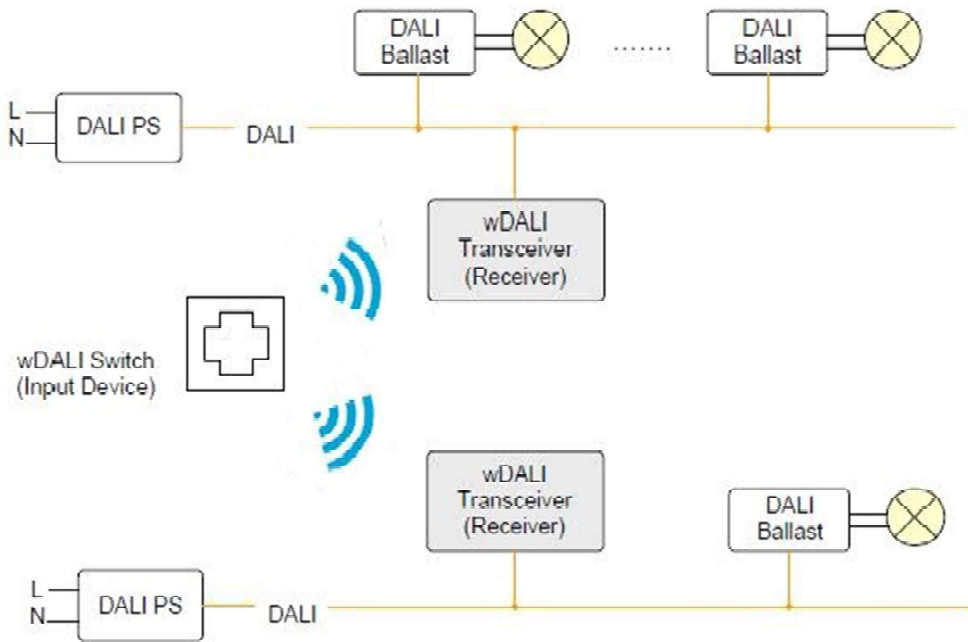 DALI
Ballast
.......
DALI
Ballast
L
N
DALI PS
DALI
wDALI
Transceiver
(Receiver)
wDALI Switch
(Input Device)
wDALI
Transceiver
(Receiver)
DALI
Ballast
L
N
DALI PS
DALI